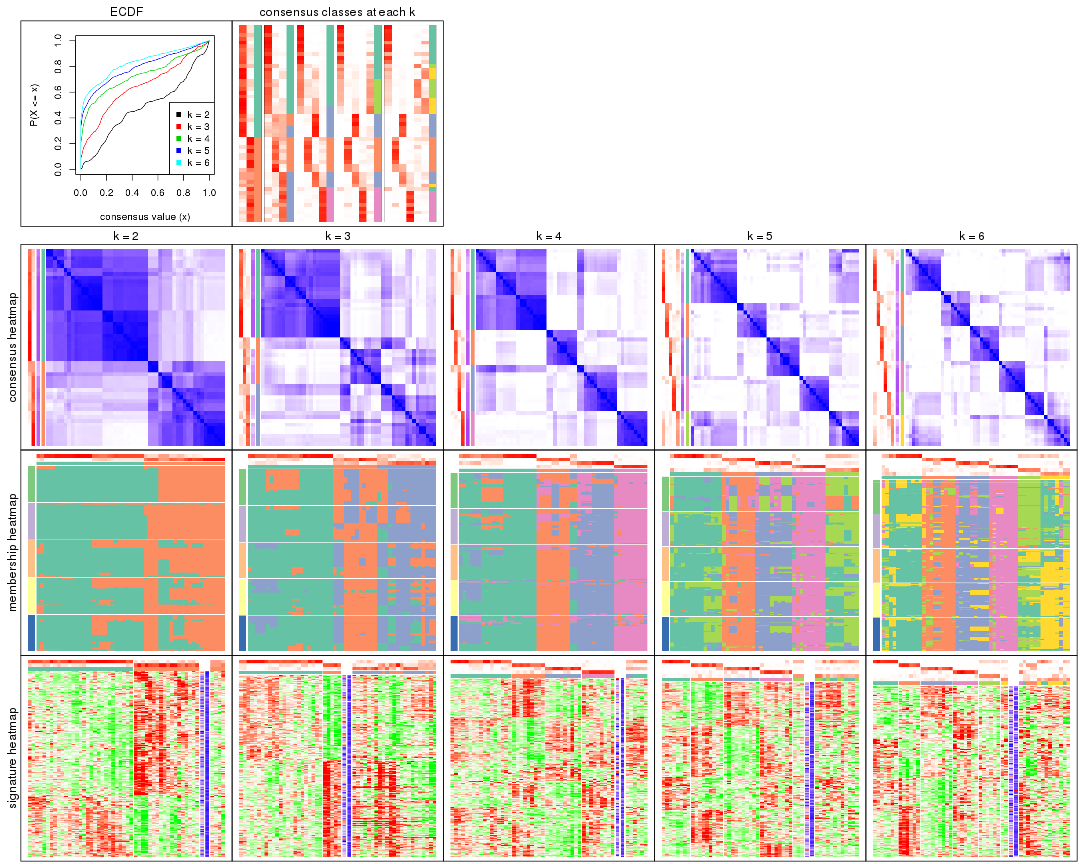 ECDF
consensus classes at each k
P(X <= x)
0.0 0.2 0.4 0.6 0.8 1.0
k = 2
k = 3
k = 4
k = 5
k = 6
0.0 0.2 0.4 0.6 0.8 1.0
consensus value (x)
k = 2
k = 3
k = 4
k = 5
k = 6
consensus heatmap
membership heatmap
signature heatmap